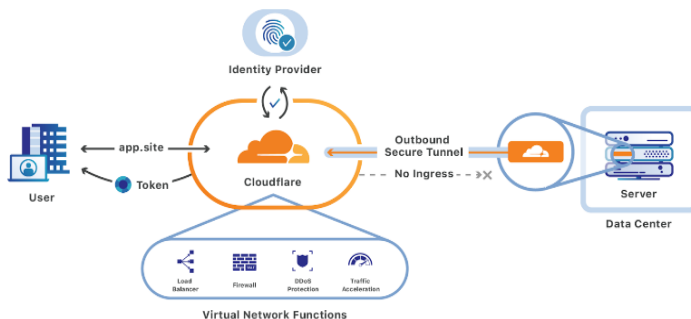 Identity Provider
app.site
Token
User
Cloudflare
Outbound
Secure Tunnel
No Ingress
Server
Data Center
Load
Balancer
Firewall
DDoS
Protection
Traffic
Acceleration
Virtual Network Functions